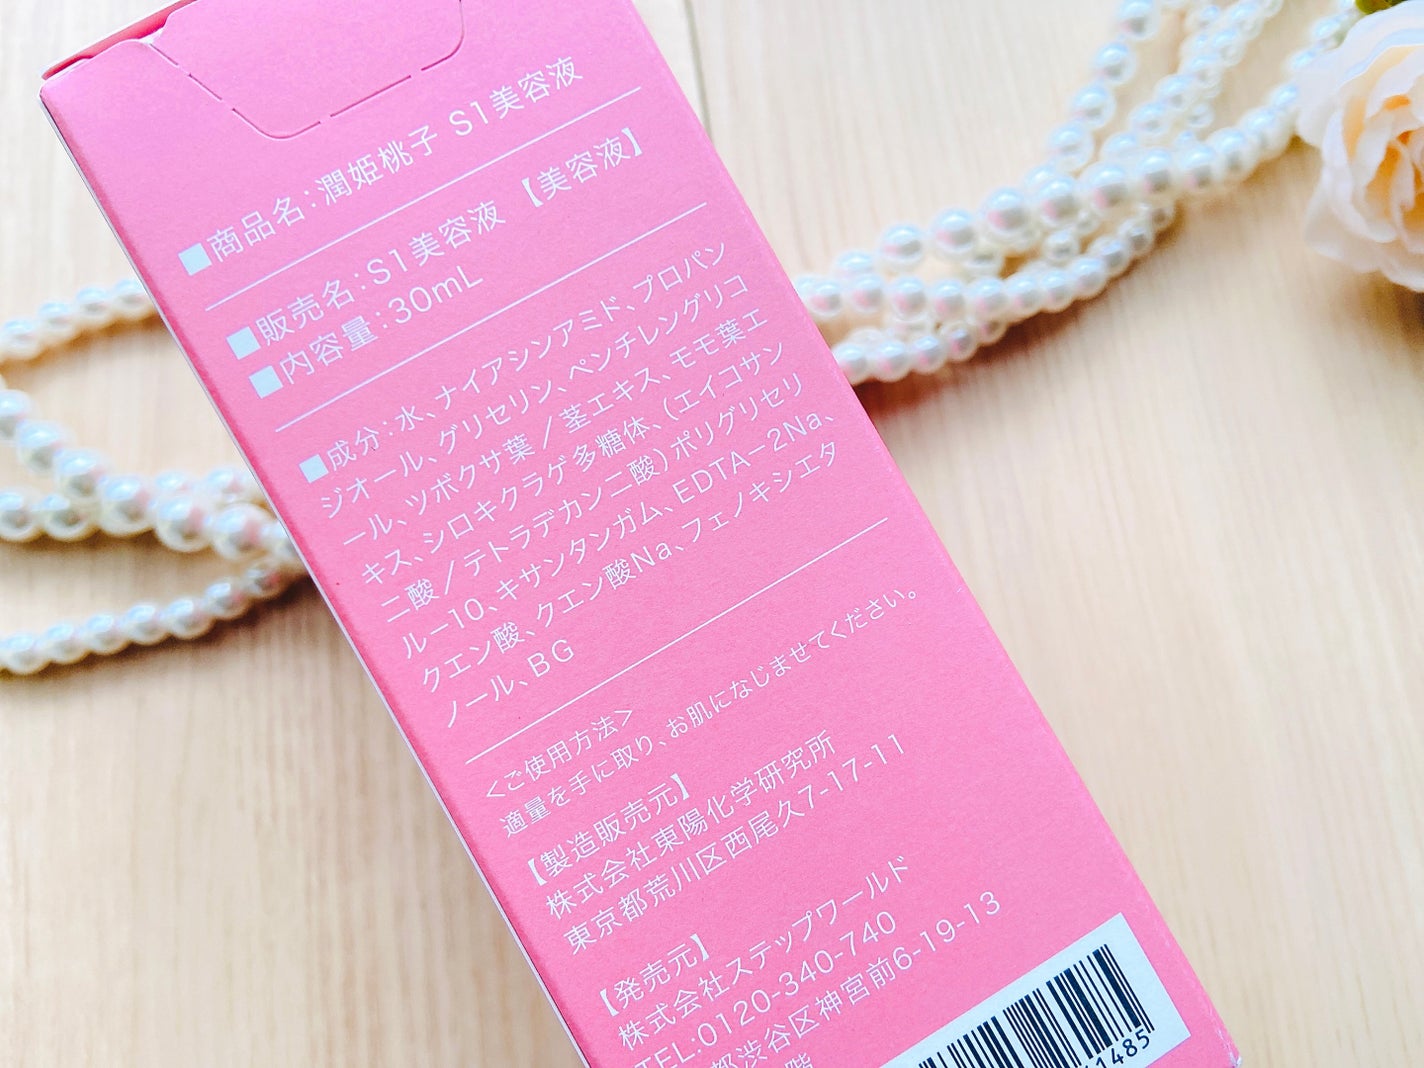 ■商品名：潤姫桃子 S1美容液
■販売名：S1美容液 【美容液】
■内容量：30mL
■成分：水、ナイアシンアミド、プロパン
ジオール、グリセリン、ペンチレングリコ
ール、ツボクサ葉／茎エキス、モモ葉エ
キス、シロキクラゲ多糖体、（エイコサン
二酸／テトラデカン二酸）ポリグリセリ
ル－10、キサンタンガム、EDTA－2Na、
クエン酸、クエン酸Na、フェノキシエタ
ノール、BG
＜ご使用方法＞
適量を手に取り、お肌になじませてください。
【製造販売元】
株式会社東陽化学研究所
東京都荒川区西尾久7-17-11
【発売元】
株式会社ステップワールド
TEL:0120-340-740
都渋谷区神宮前6-19-13
階
1485